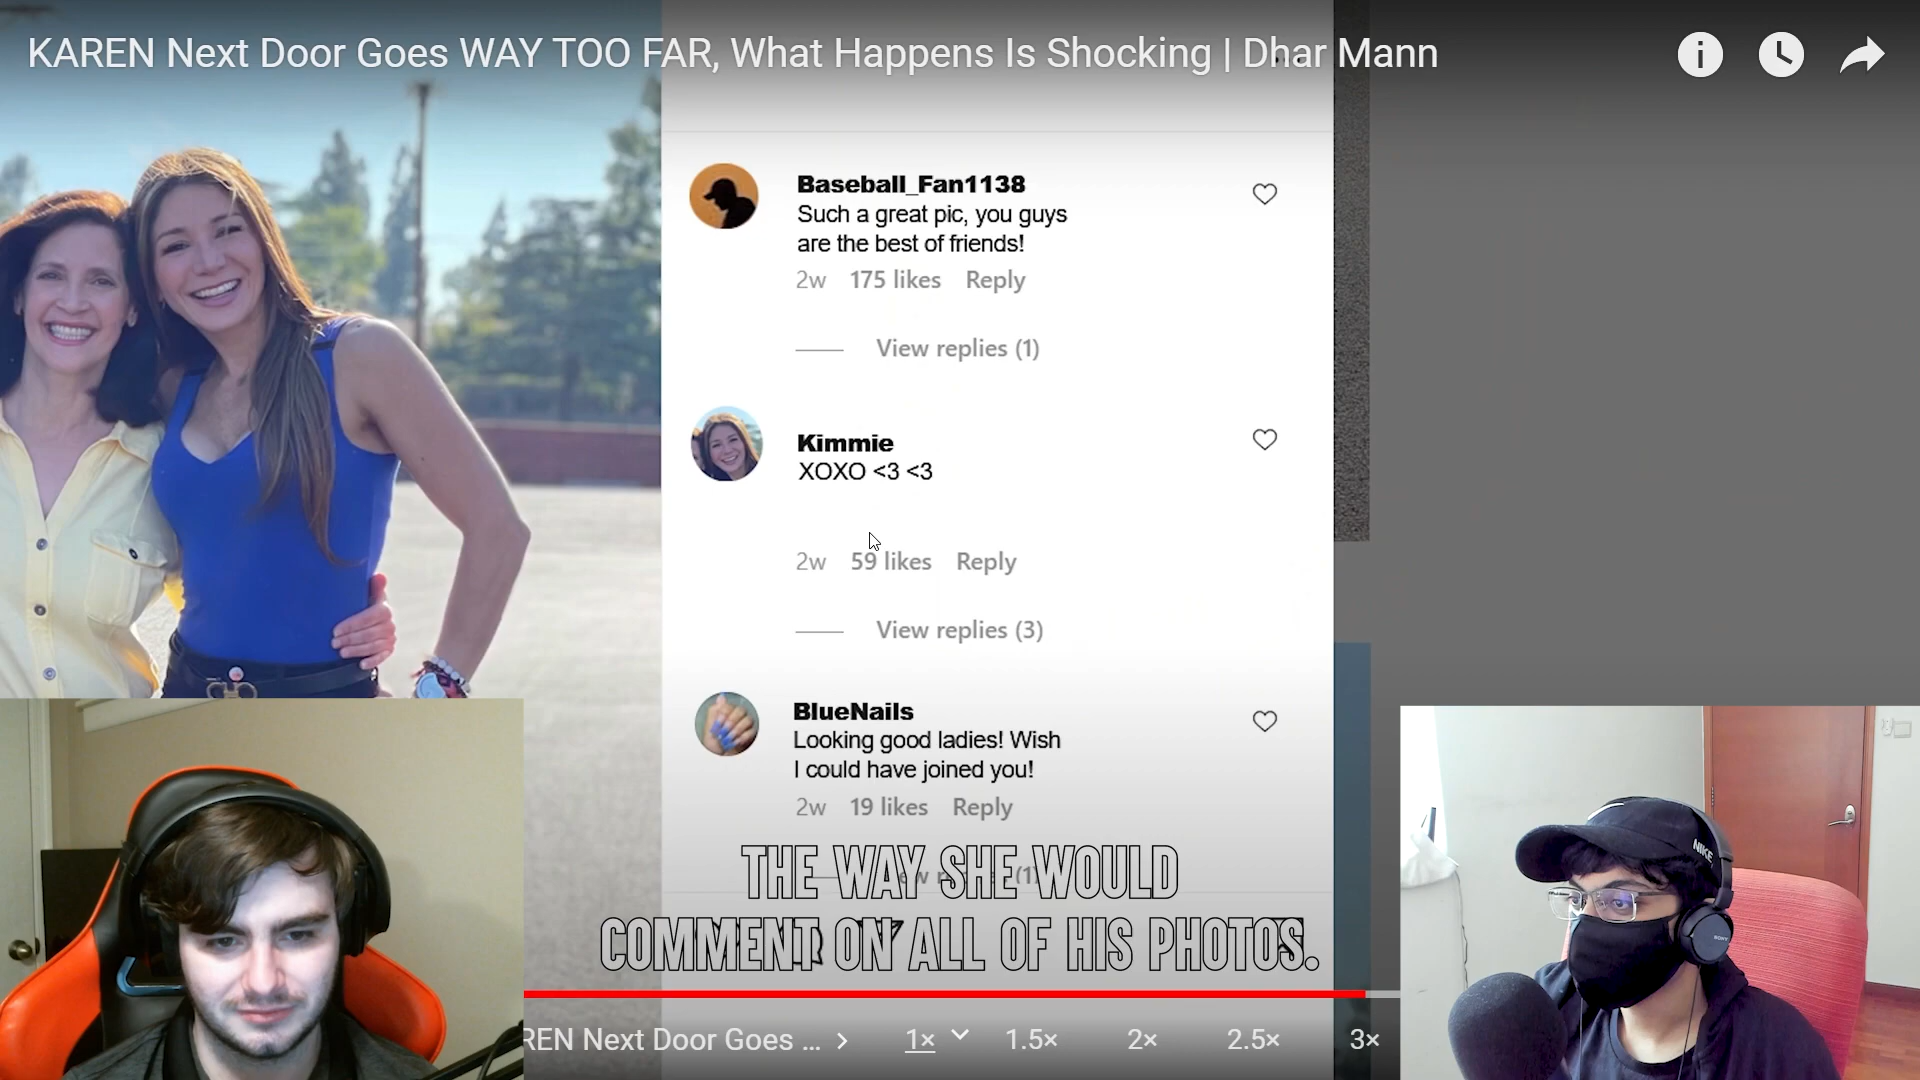 KAREN Next Door Goes WAY TOO FAR, What Happens Is Shocking | Dhar Mann
Baseball_Fan1138
Such a great pic, you guys
are the best of friends!
2w 175 likes Reply
View replies (1)
Kimmie
XOXO <3 <3
2w 59 likes Reply
View replies (3)
BlueNails
Looking good ladies! Wish
I could have joined you!
2w 19 likes Reply
THE WAY SHE WOULD
COMMENT ON ALL OF HIS PHOTOS.
REN Next Door Goes ... 1× 1.5× 2× 2.5× 3×
NIKE
SONY